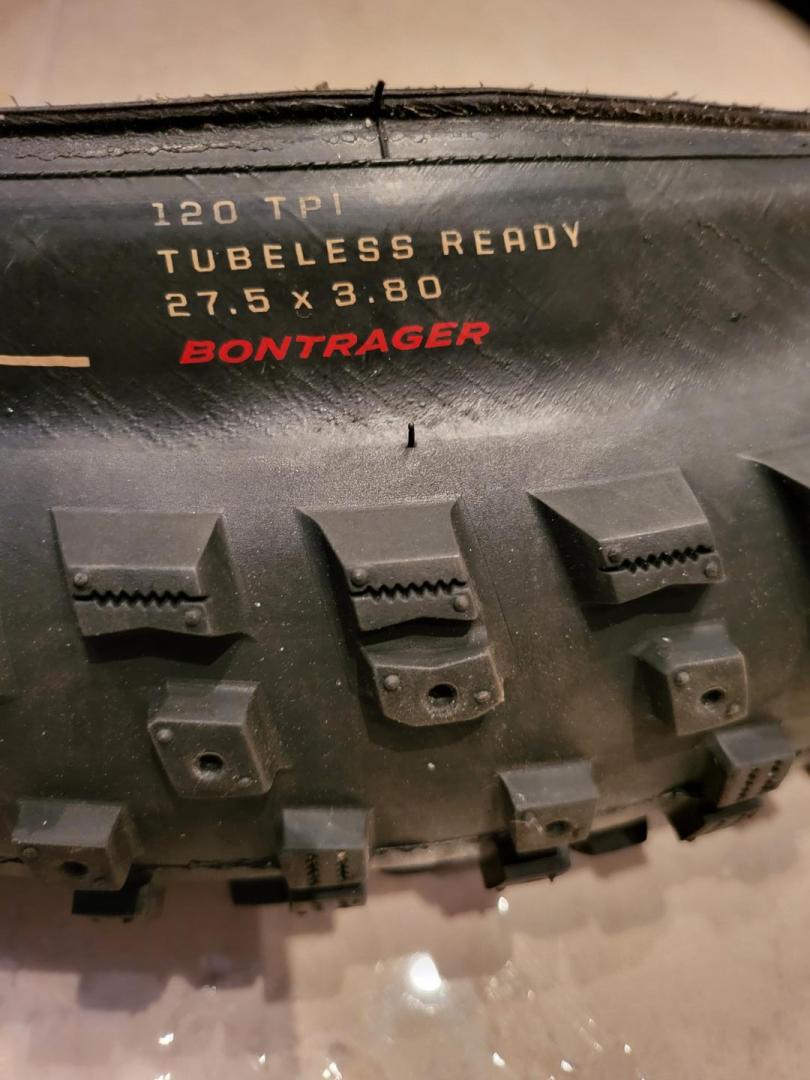 120 TPI
TUBELESS READY
27.5 x 3.80
BONTRAGER